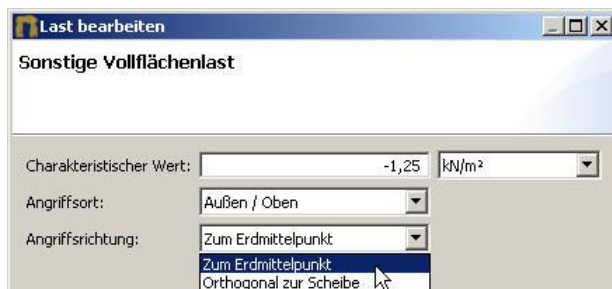 Last bearbeiten
Sonstige Vollflächenlast
Charakteristischer Wert: -1,25 kN/m²
Angriffsort: Außen / Oben
Angriffsrichtung: Zum Erdmittelpunkt
Zum Erdmittelpunkt
Orthogonal zur Scheibe